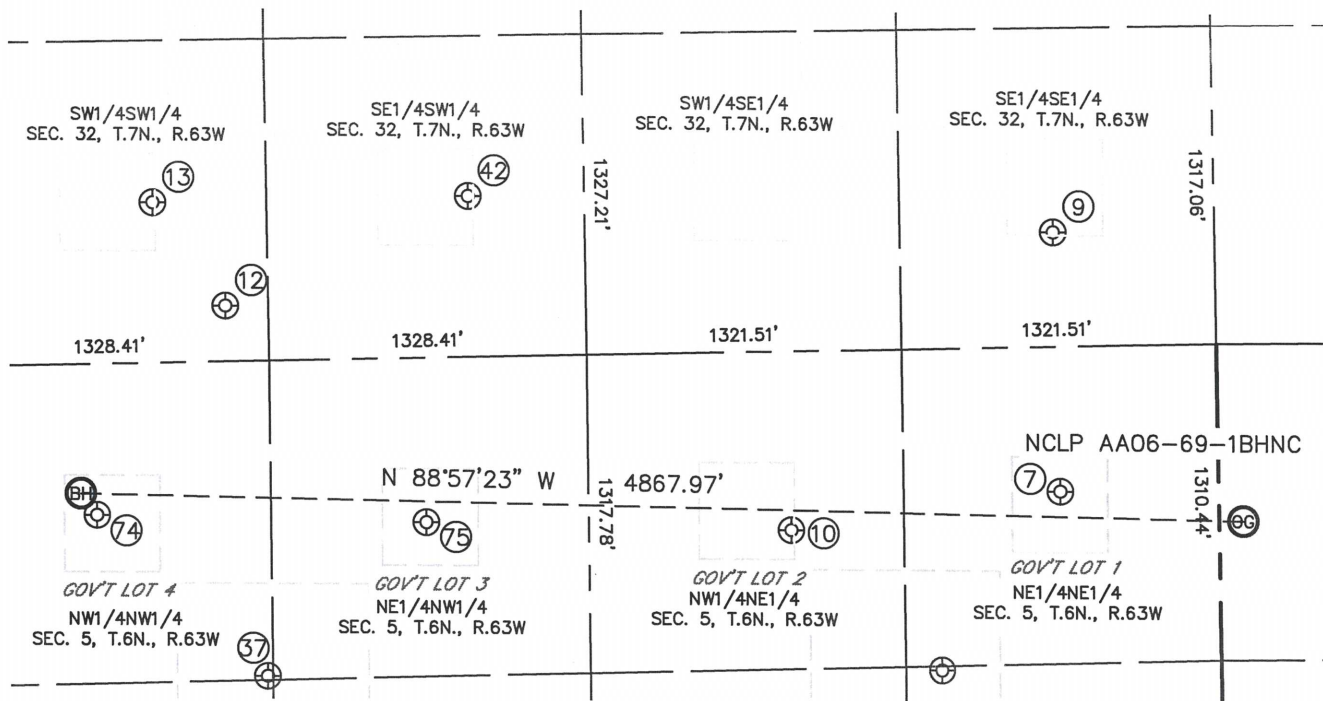 SW1/4SW1/4
SEC. 32, T.7N., R.63W
SE1/4SW1/4
SEC. 32, T.7N., R.63W
SW1/4SE1/4
SEC. 32, T.7N., R.63W
SE1/4SE1/4
SEC. 32, T.7N., R.63W
13
42
1327.21'
9
1317.06'
12
1328.41'
1328.41'
1321.51'
1321.51'
NCLP AA06-69-1BHNC
N 88°57'23" W 4867.97'
7
BH
74
75
1317.78'
10
1310.44'
OG
GOV'T LOT 4
NW1/4NW1/4
SEC. 5, T.6N., R.63W
GOV'T LOT 3
NE1/4NW1/4
SEC. 5, T.6N., R.63W
GOV'T LOT 2
NW1/4NE1/4
SEC. 5, T.6N., R.63W
GOV'T LOT 1
NE1/4NE1/4
SEC. 5, T.6N., R.63W
37